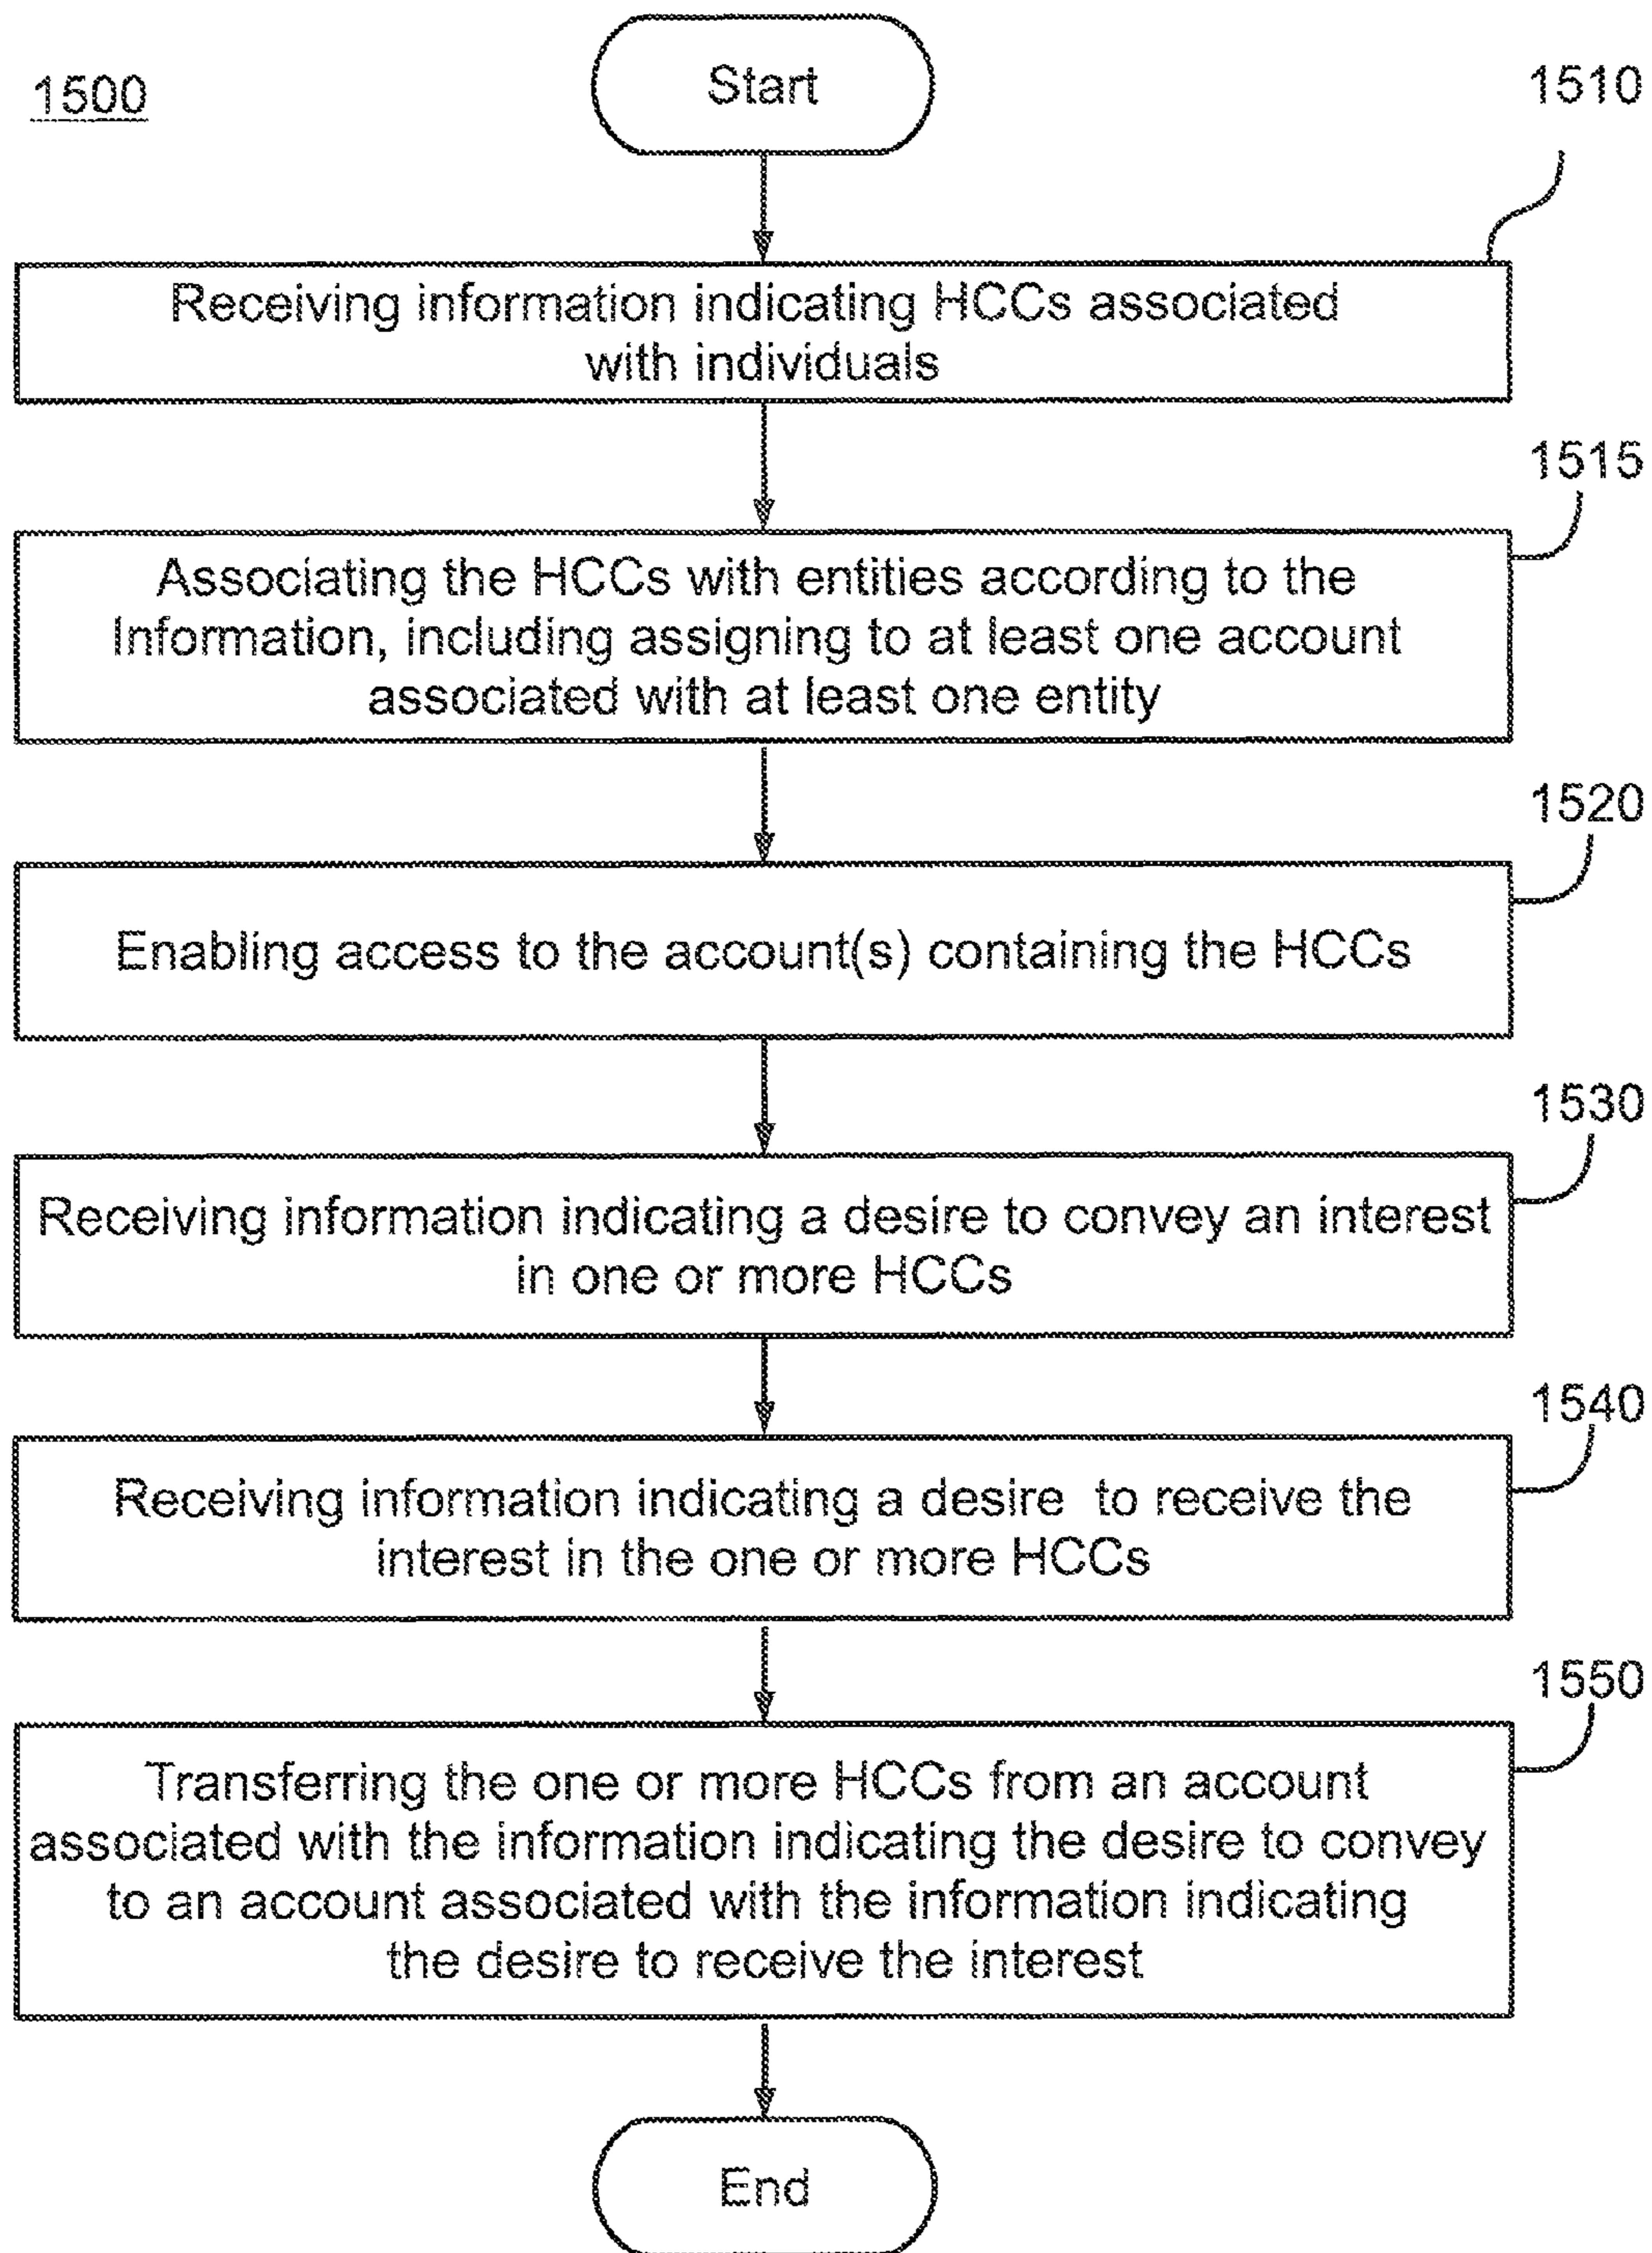 1500
Start
1510
Receiving information indicating HCCs associated
with individuals
1515
Associating the HCCs with entities according to the
Information, including assigning to at least one account
associated with at least one entity
1520
Enabling access to the account(s) containing the HCCs
1530
Receiving information indicating a desire to convey an interest
in one or more HCCs
1540
Receiving information indicating a desire to receive the
interest in the one or more HCCs
1550
Transferring the one or more HCCs from an account
associated with the information indicating the desire to convey
to an account associated with the information indicating
the desire to receive the interest
End